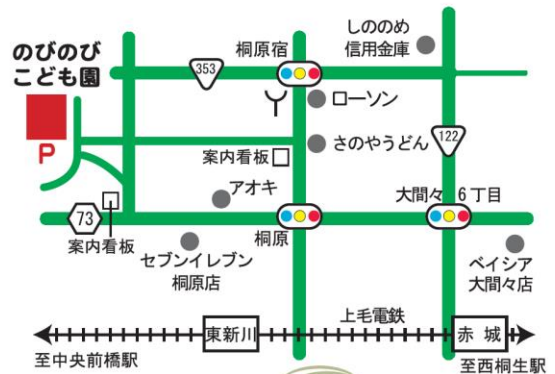 しののめ
信用金庫
桐原宿
のびのび
こども園
353
ローソン
P
さのやうどん
122
案内看板
アオキ
大間々 6丁目
73
案内看板
桐原
セブンイレブン
桐原店
ベイシア
大間々店
上毛電鉄
東新川
赤城
至中央前橋駅
至西桐生駅